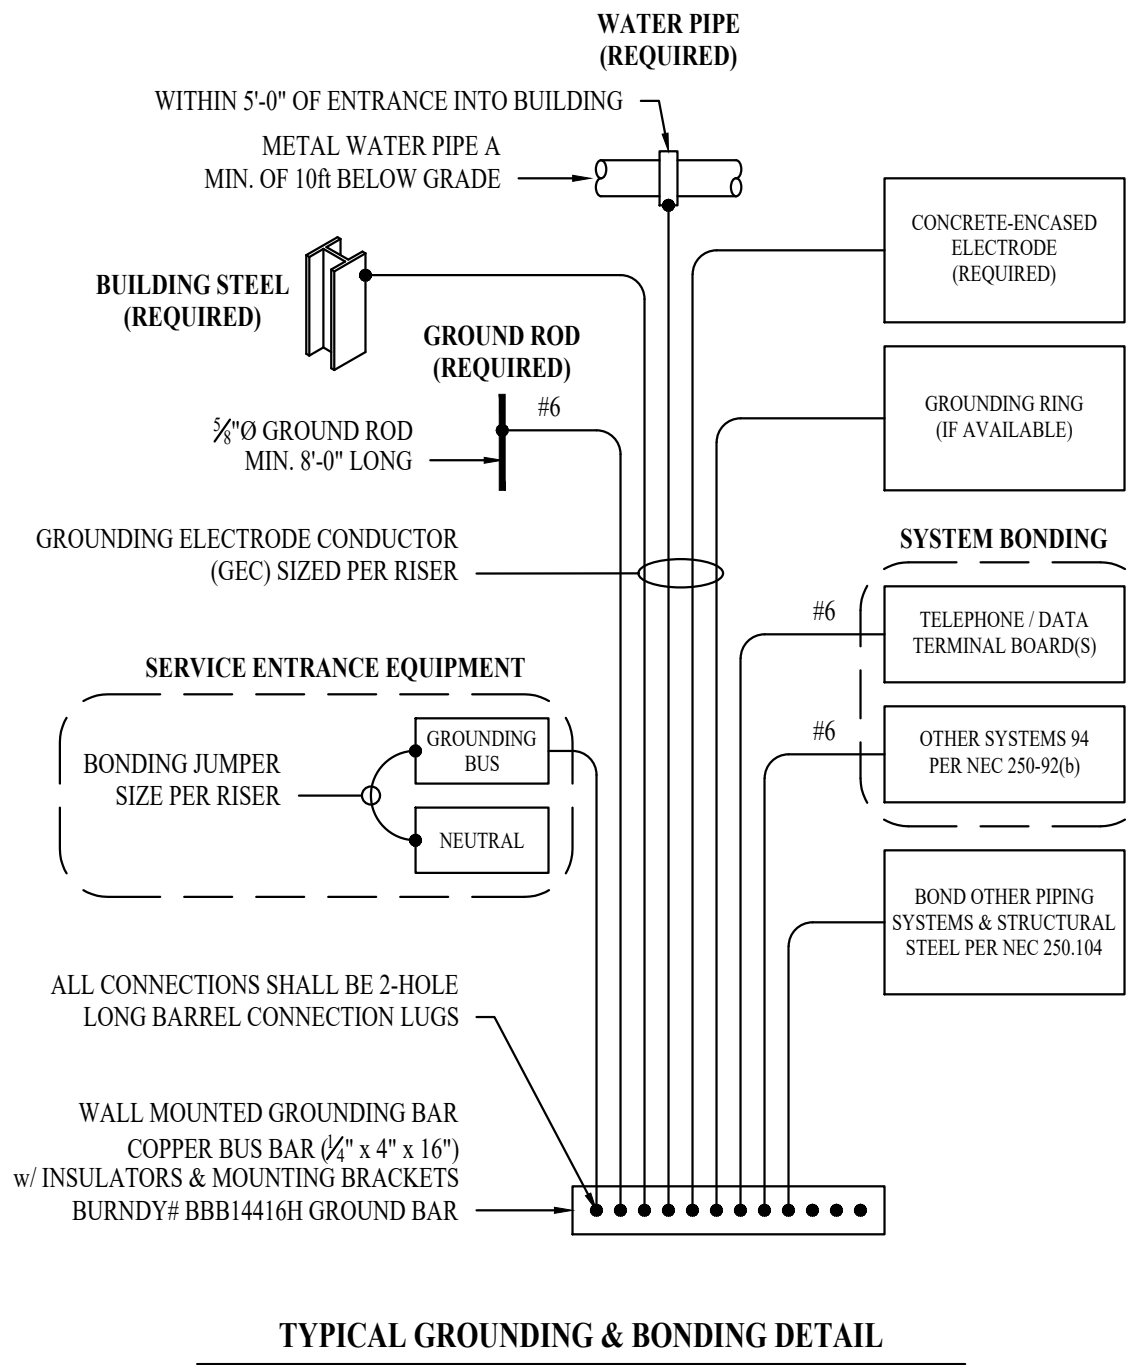 WATER PIPE
(REQUIRED)
WITHIN 5'-0" OF ENTRANCE INTO BUILDING
METAL WATER PIPE A
MIN. OF 10ft BELOW GRADE
CONCRETE-ENCASED
ELECTRODE
(REQUIRED)
BUILDING STEEL
(REQUIRED)
GROUND ROD
(REQUIRED)
#6
5/8"Ø GROUND ROD
MIN. 8'-0" LONG
GROUNDING RING
(IF AVAILABLE)
GROUNDING ELECTRODE CONDUCTOR
(GEC) SIZED PER RISER
SYSTEM BONDING
#6
TELEPHONE / DATA
TERMINAL BOARD(S)
#6
OTHER SYSTEMS 94
PER NEC 250-92(b)
SERVICE ENTRANCE EQUIPMENT
GROUNDING
BUS
BONDING JUMPER
SIZE PER RISER
NEUTRAL
BOND OTHER PIPING
SYSTEMS & STRUCTURAL
STEEL PER NEC 250.104
ALL CONNECTIONS SHALL BE 2-HOLE
LONG BARREL CONNECTION LUGS
WALL MOUNTED GROUNDING BAR
COPPER BUS BAR (1/4" x 4" x 16")
w/ INSULATORS & MOUNTING BRACKETS
BURNDY# BBB14416H GROUND BAR
TYPICAL GROUNDING & BONDING DETAIL